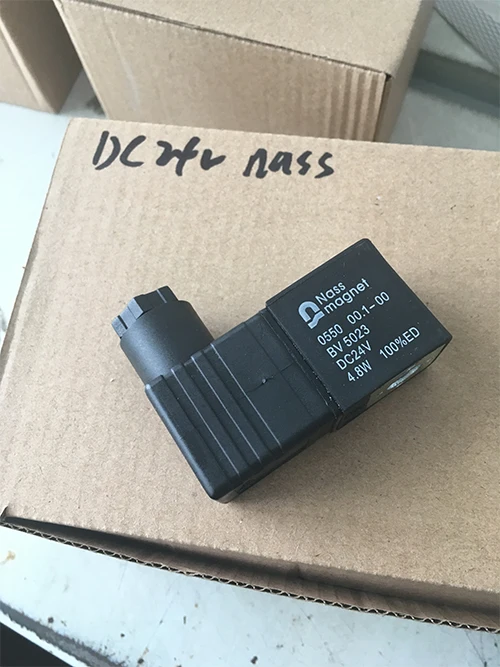 DC24V nass
Nass
magnet
0550 00.1-00
BV 5023
DC24V
4.8W 100%ED